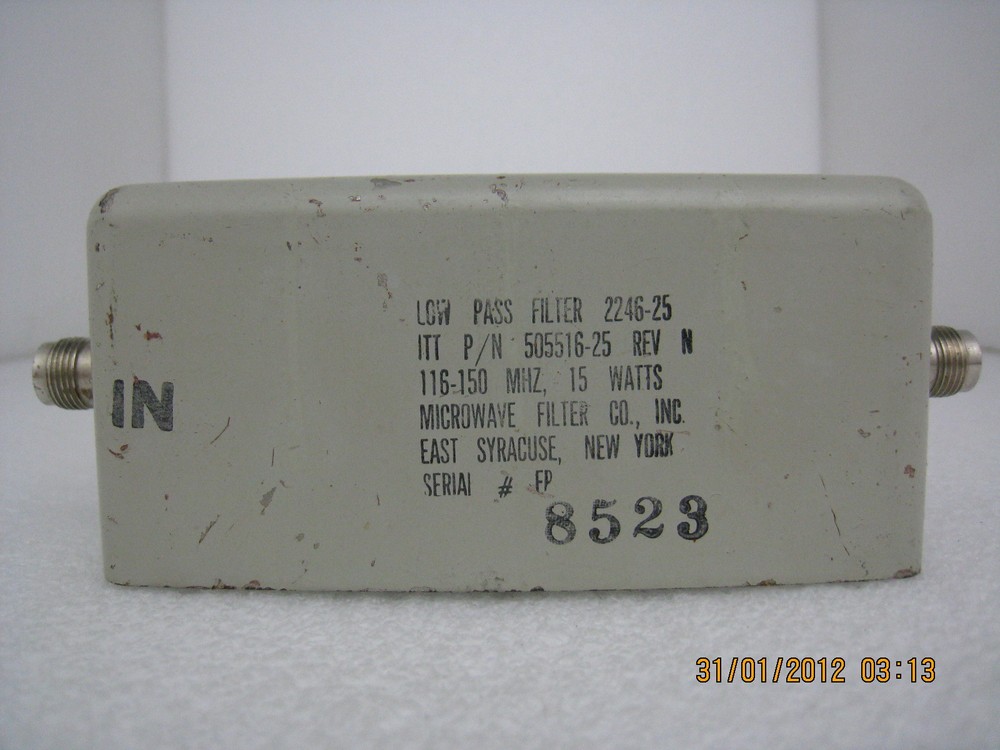 LOW PASS FILTER 2246-25
ITT P/N 505516-25 REV N
116-150 MHZ, 15 WATTS
IN
MICROWAVE FILTER CO., INC.
EAST SYRACUSE, NEW YORK
SERIAL # FP
8523
31/01/2012 03:13